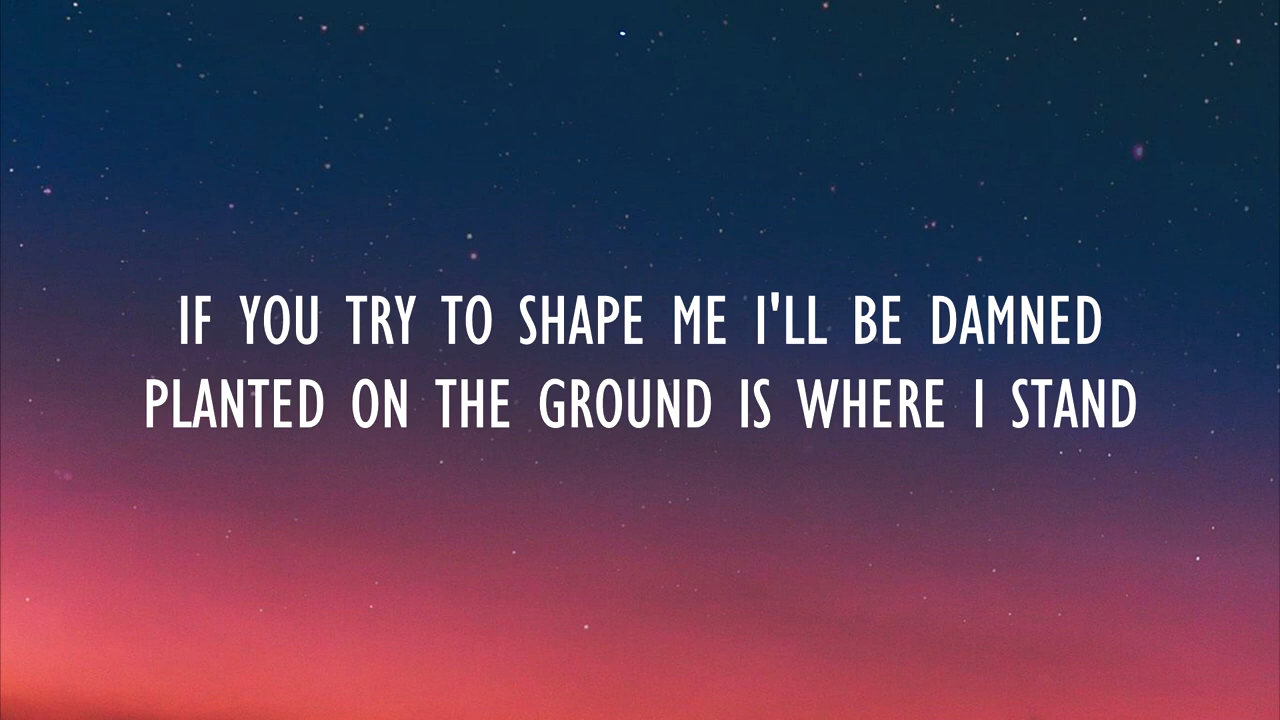 IF YOU TRY TO SHAPE ME I'LL BE DAMNED
PLANTED ON THE GROUND IS WHERE I STAND